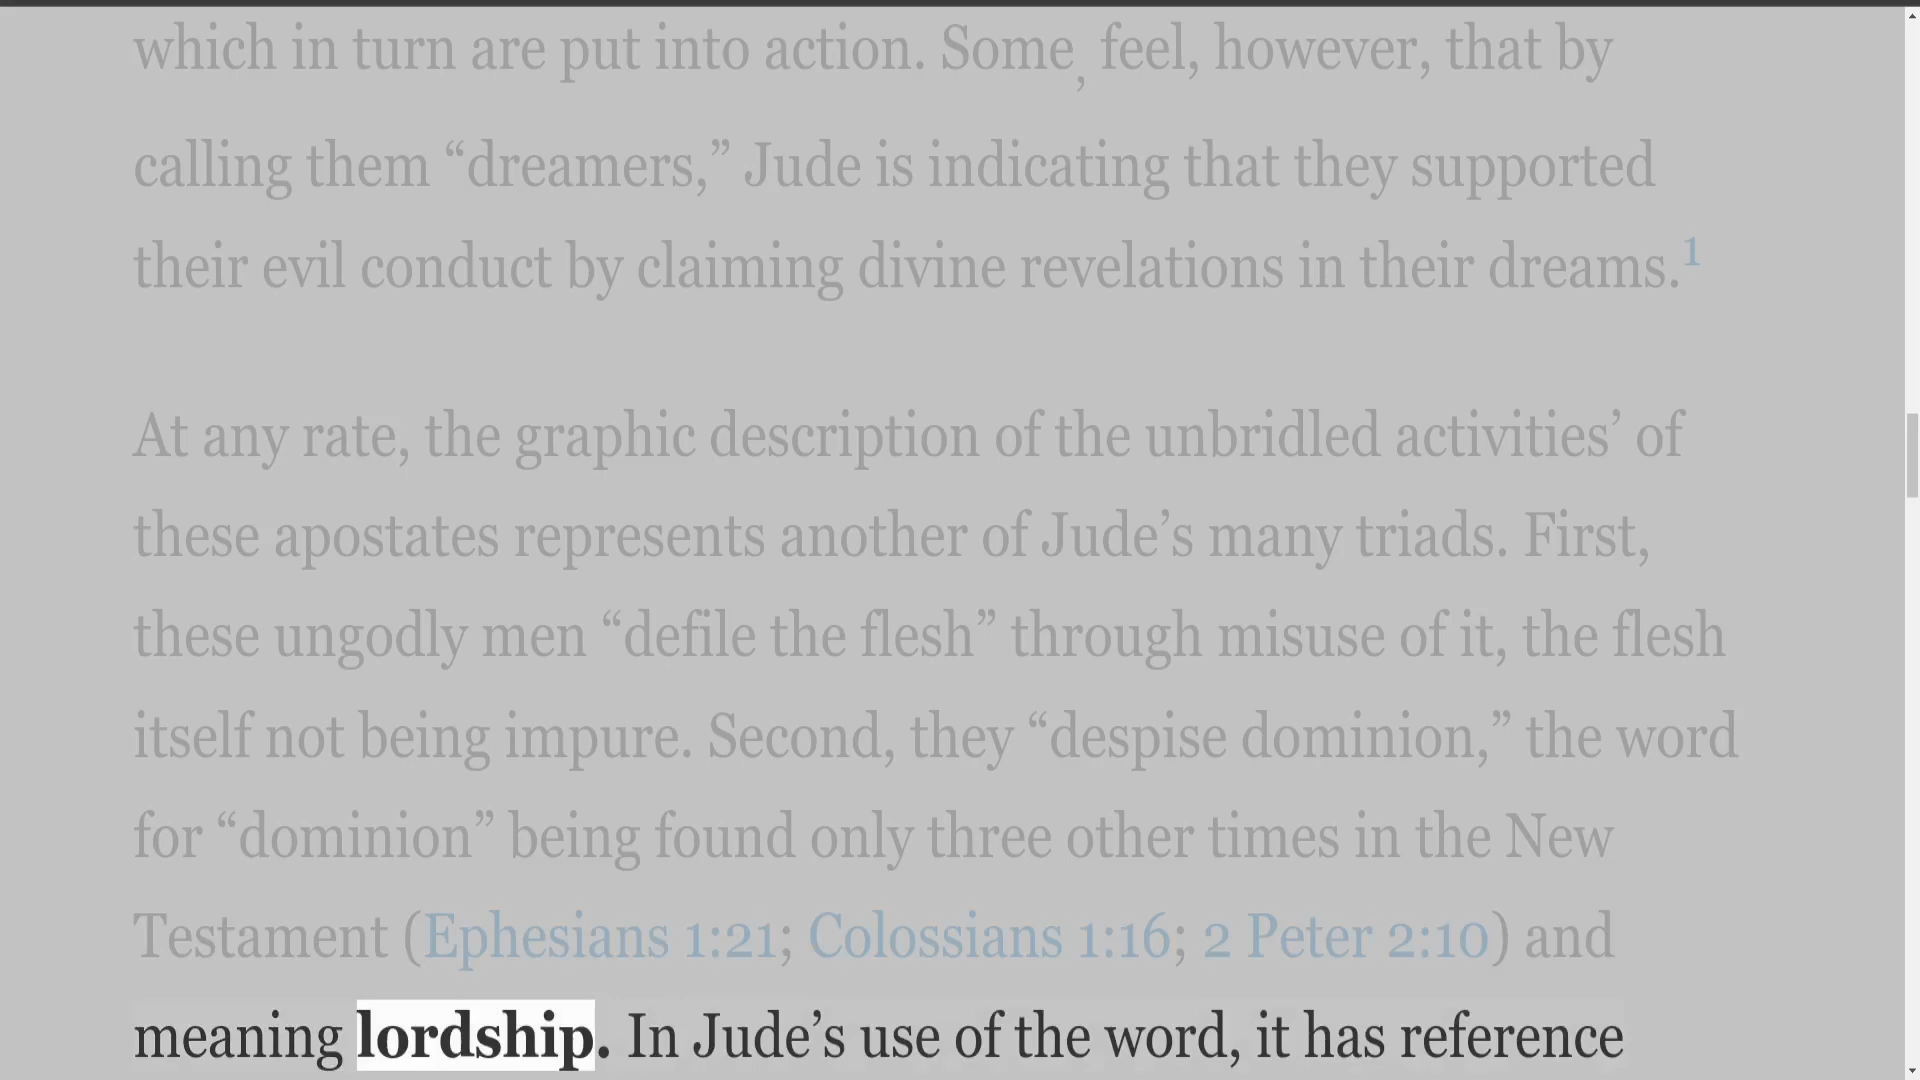 which in turn are put into action. Some, feel, however, that by
calling them “dreamers,” Jude is indicating that they supported
their evil conduct by claiming divine revelations in their dreams.1
At any rate, the graphic description of the unbridled activities’ of
these apostates represents another of Jude’s many triads. First,
these ungodly men “defile the flesh” through misuse of it, the flesh
itself not being impure. Second, they “despise dominion,” the word
for “dominion” being found only three other times in the New
Testament (Ephesians 1:21; Colossians 1:16; 2 Peter 2:10) and
meaning lordship. In Jude’s use of the word, it has reference